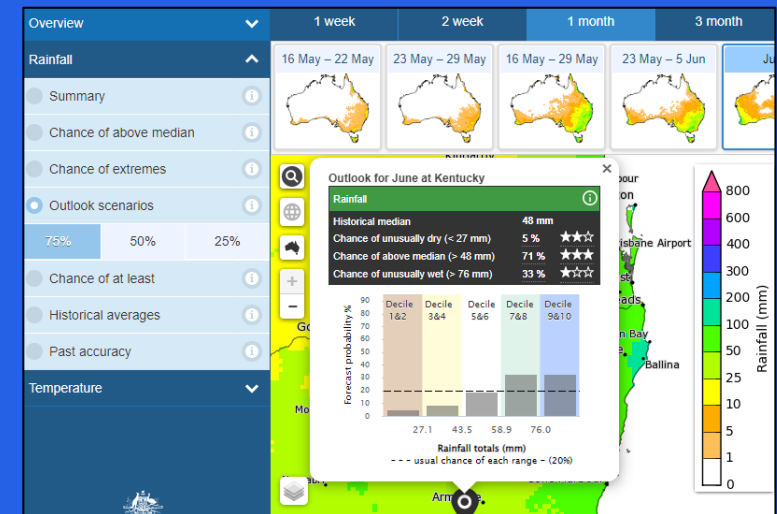 Overview
Rainfall
Summary
Chance of above median
Chance of extremes
Outlook scenarios
75% 50% 25%
Chance of at least
Historical averages
Past accuracy
Temperature
1 week 2 week 1 month 3 month
16 May – 22 May 23 May – 29 May 16 May – 29 May 23 May – 5 Jun
Outlook for June at Kentucky
Rainfall
Historical median 48 mm
Chance of unusually dry (< 27 mm) 5 %
Chance of above median (> 48 mm) 71 %
Chance of unusually wet (> 76 mm) 33 %
Forecast probability %
90
80
70
60
50
40
30
20
10
0
Decile 1&2
Decile 3&4
Decile 5&6
Decile 7&8
Decile 9&10
27.1 43.5 58.9 76.0
Rainfall totals (mm)
--- usual chance of each range - (20%)
Airport
Ballina
800
600
400
300
200
100
50
25
10
5
1
0
Rainfall (mm)